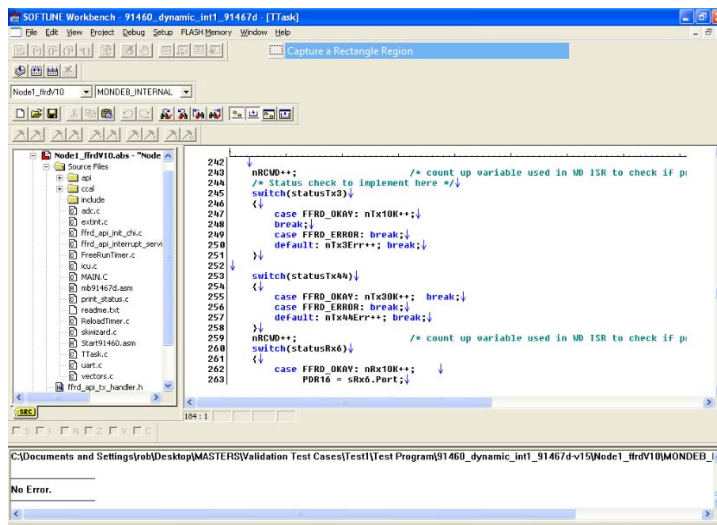 SOFTUNE Workbench - 91460_dynamic_int1_91467d - [TTask]
File Edit View Project Debug Setup FLASH Memory Window Help
Capture a Rectangle Region
Node1_ffrdV10 MONDEB_INTERNAL
Node1_ffrdV10.abs - "Node
Source Files
api
ccal
include
adc.c
extint.c
ffrd_api_init_chi.c
ffrd_api_interrupt_servi
FreeRunTimer.c
icu.c
MAIN.C
mb91467d.asm
print_status.c
readme.txt
ReloadTimer.c
skwizard.c
Start91460.asm
TTask.c
uart.c
vectors.c
ffrd_api_tx_handler.h
SRC
242
243 nRCWD++; /* count up variable used in WD ISR to check if p
244 /* Status check to implement here */
245 switch(statusTx3)
246 {
247 case FFRD_OKAY: nTx10K++;
248 break;
249 case FFRD_ERROR: break;
250 default: nTx3Err++; break;
251 }
252
253 switch(statusTx44)
254 {
255 case FFRD_OKAY: nTx30K++; break;
256 case FFRD_ERROR: break;
257 default: nTx44Err++; break;
258 }
259 nRCWD++; /* count up variable used in WD ISR to check if p
260 switch(statusRx6)
261 {
262 case FFRD_OKAY: nRx10K++;
263 PDR16 = sRx6.Port;
184 : 1
S I N Z V C
C:\Documents and Settings\rob\Desktop\MASTERS\Validation Test Cases\Test1\Test Program\91460_dynamic_int1_91467d-v15\Node1_ffrdV10\MONDEB_I
No Error.